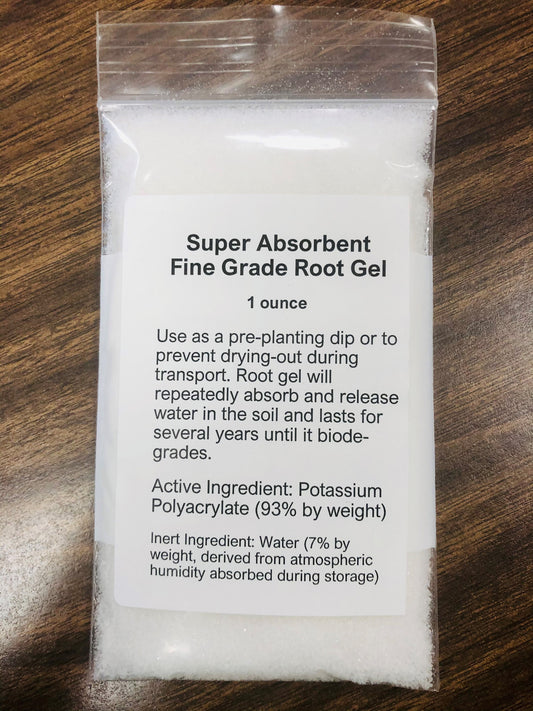 Super Absorbent
Fine Grade Root Gel
1 ounce
Use as a pre-planting dip or to
prevent drying-out during
transport. Root gel will
repeatedly absorb and release
water in the soil and lasts for
several years until it biode-
grades.
Active Ingredient: Potassium
Polyacrylate (93% by weight)
Inert Ingredient: Water (7% by
weight, derived from atmospheric
humidity absorbed during storage)